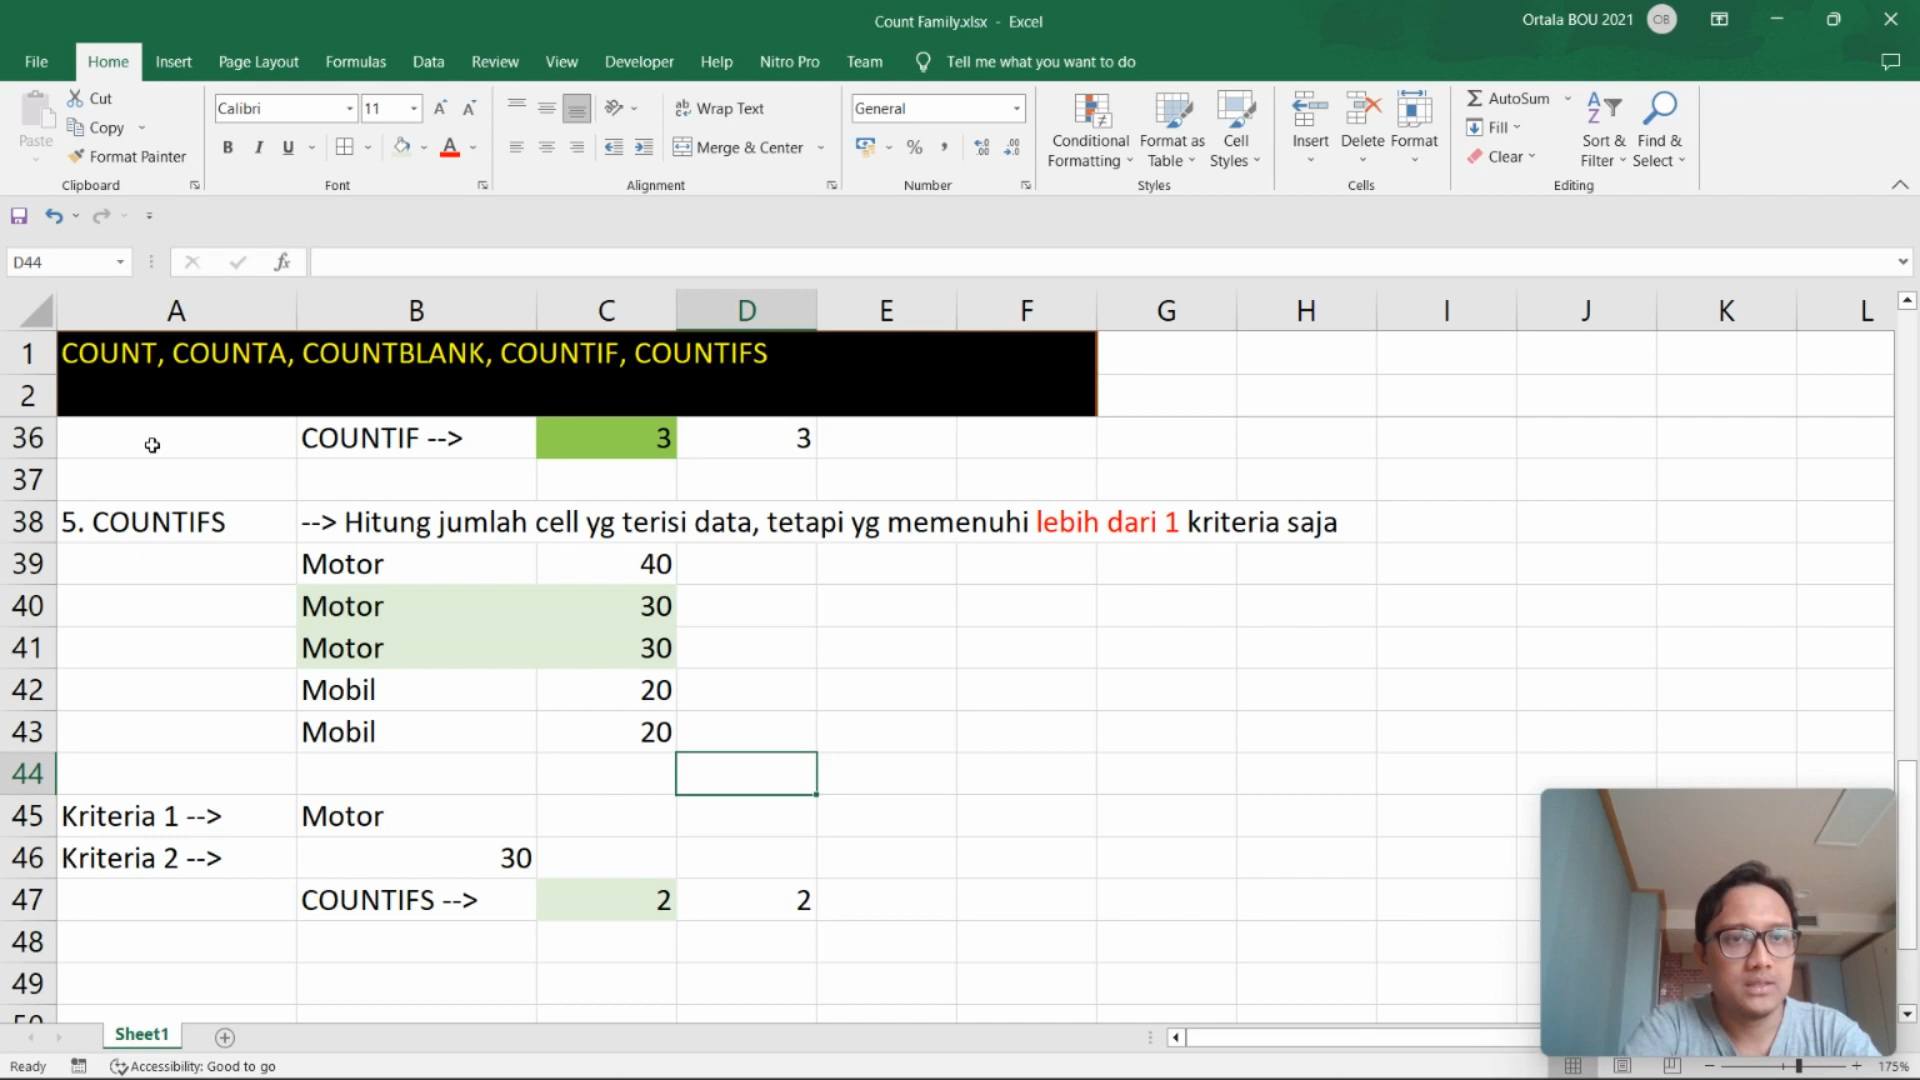 Count Family.xlsx - Excel
Ortala BOU 2021 OB
File Home Insert Page Layout Formulas Data Review View Developer Help Nitro Pro Team Tell me what you want to do
Paste Cut Copy Format Painter
Clipboard
Calibri 11
B I U A
Font
Wrap Text
Merge & Center
Alignment
General
% ,
Number
Conditional Formatting Format as Table Cell Styles
Styles
Insert Delete Format
Cells
AutoSum
Fill
Clear
Sort & Filter Find & Select
Editing
D44 fx
A B C D E F G H I J K L
1 COUNT, COUNTA, COUNTBLANK, COUNTIF, COUNTIFS
2
36 COUNTIF --> 3 3
37
38 5. COUNTIFS --> Hitung jumlah cell yg terisi data, tetapi yg memenuhi lebih dari 1 kriteria saja
39 Motor 40
40 Motor 30
41 Motor 30
42 Mobil 20
43 Mobil 20
44
45 Kriteria 1 --> Motor
46 Kriteria 2 --> 30
47 COUNTIFS --> 2 2
48
49
50
Sheet1
Ready Accessibility: Good to go 175%